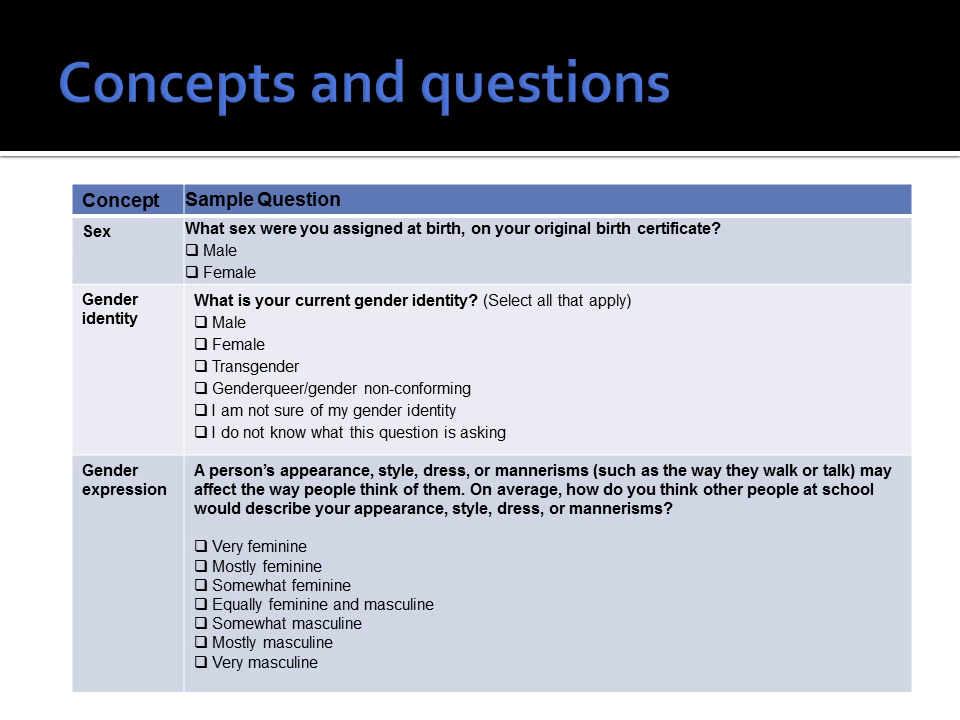 Concepts and questions
Concept
Sample Question
Sex
What sex were you assigned at birth, on your original birth certificate?
❑ Male
❑ Female
Gender
identity
What is your current gender identity? (Select all that apply)
❑ Male
❑ Female
❑ Transgender
❑ Genderqueer/gender non-conforming
❑ I am not sure of my gender identity
❑ I do not know what this question is asking
Gender
expression
A person’s appearance, style, dress, or mannerisms (such as the way they walk or talk) may
affect the way people think of them. On average, how do you think other people at school
would describe your appearance, style, dress, or mannerisms?
❑ Very feminine
❑ Mostly feminine
❑ Somewhat feminine
❑ Equally feminine and masculine
❑ Somewhat masculine
❑ Mostly masculine
❑ Very masculine